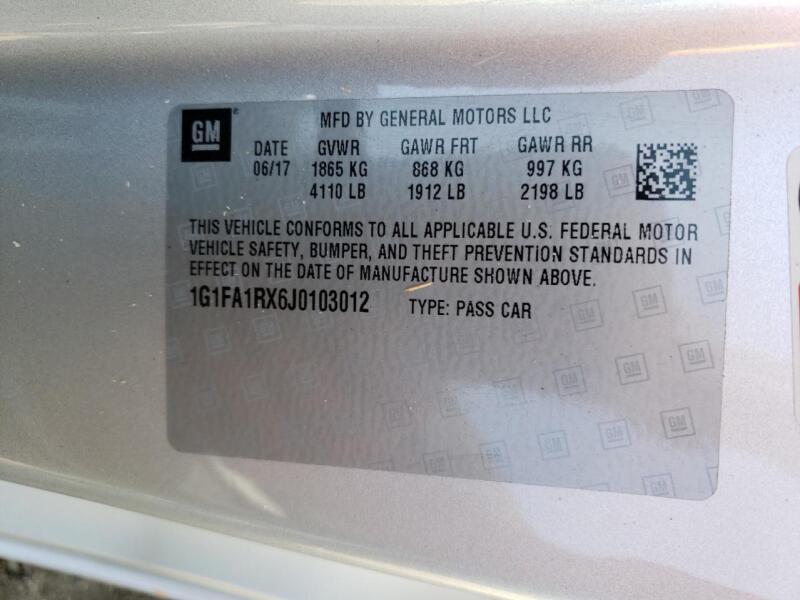 GM
MFD BY GENERAL MOTORS LLC
DATE GVWR GAWR FRT GAWR RR
06/17 1865 KG 868 KG 997 KG
4110 LB 1912 LB 2198 LB
THIS VEHICLE CONFORMS TO ALL APPLICABLE U.S. FEDERAL MOTOR
VEHICLE SAFETY, BUMPER, AND THEFT PREVENTION STANDARDS IN
EFFECT ON THE DATE OF MANUFACTURE SHOWN ABOVE.
1G1FA1RX6J0103012 TYPE: PASS CAR